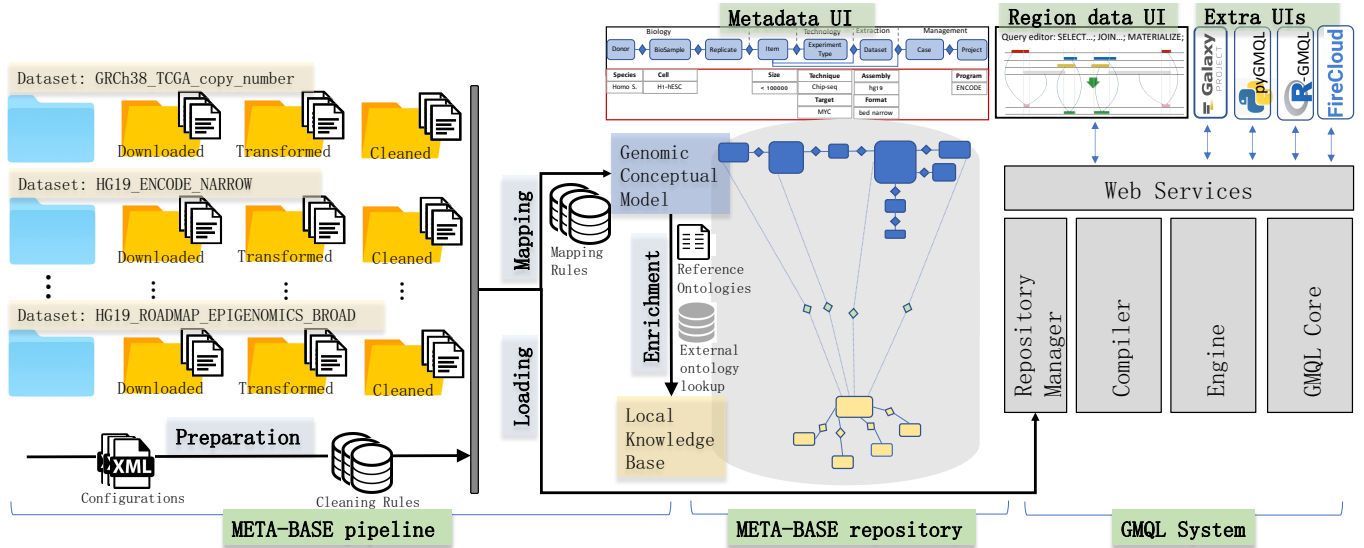 Metadata UI
Region data UI
Extra UIs
Biology
Technology
Extraction
Management
Donor
BioSample
Replicate
Item
Experiment
Type
Dataset
Case
Project
Species
Cell
Size
Technique
Assembly
Program
Homo S.
H1-hESC
< 100000
Chip-seq
hg19
ENCODE
Target
Format
MYC
bed narrow
Query editor: SELECT…; JOIN…; MATERIALIZE;
Galaxy
PROJECT
pyGMQL
R-GMQL
FireCloud
Dataset: GRCh38_TCGA_copy_number
Downloaded
Transformed
Cleaned
Dataset: HG19_ENCODE_NARROW
Downloaded
Transformed
Cleaned
Dataset: HG19_ROADMAP_EPIGENOMICS_BROAD
Downloaded
Transformed
Cleaned
Preparation
XML
Configurations
Cleaning Rules
Mapping
Loading
Mapping
Rules
Genomic
Conceptual
Model
Enrichment
Reference
Ontologies
External
ontology
lookup
Local
Knowledge
Base
Web Services
Repository
Manager
Compiler
Engine
GMQL Core
META-BASE pipeline
META-BASE repository
GMQL System